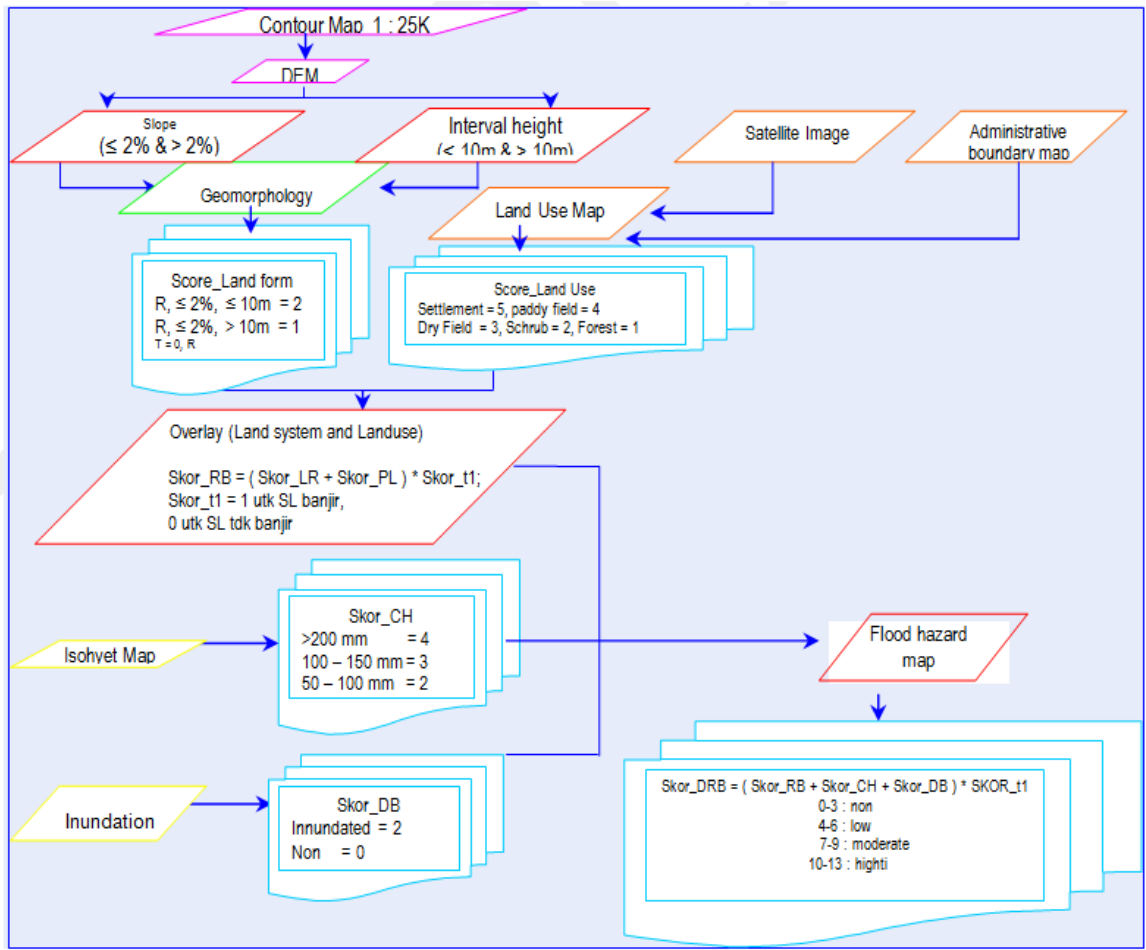 Contour Map 1 : 25K
DEM
Slope
(≤ 2% & > 2%)
Interval height
(< 10m & > 10m)
Satellite Image
Administrative
boundary map
Geomorphology
Land Use Map
Score_Land form
R, ≤ 2%, ≤ 10m = 2
R, ≤ 2%, > 10m = 1
T = 0, R
Score_Land Use
Settlement = 5, paddy field = 4
Dry Field = 3, Schrub = 2, Forest = 1
Overlay (Land system and Landuse)
Skor_RB = ( Skor_LR + Skor_PL ) * Skor_t1;
Skor_t1 = 1 utk SL banjir,
0 utk SL tdk banjir
Isohyet Map
Skor_CH
>200 mm = 4
100 – 150 mm = 3
50 – 100 mm = 2
Flood hazard
map
Inundation
Skor_DB
Innundated = 2
Non = 0
Skor_DRB = ( Skor_RB + Skor_CH + Skor_DB ) * SKOR_t1
0-3 : non
4-6 : low
7-9 : moderate
10-13 : highti